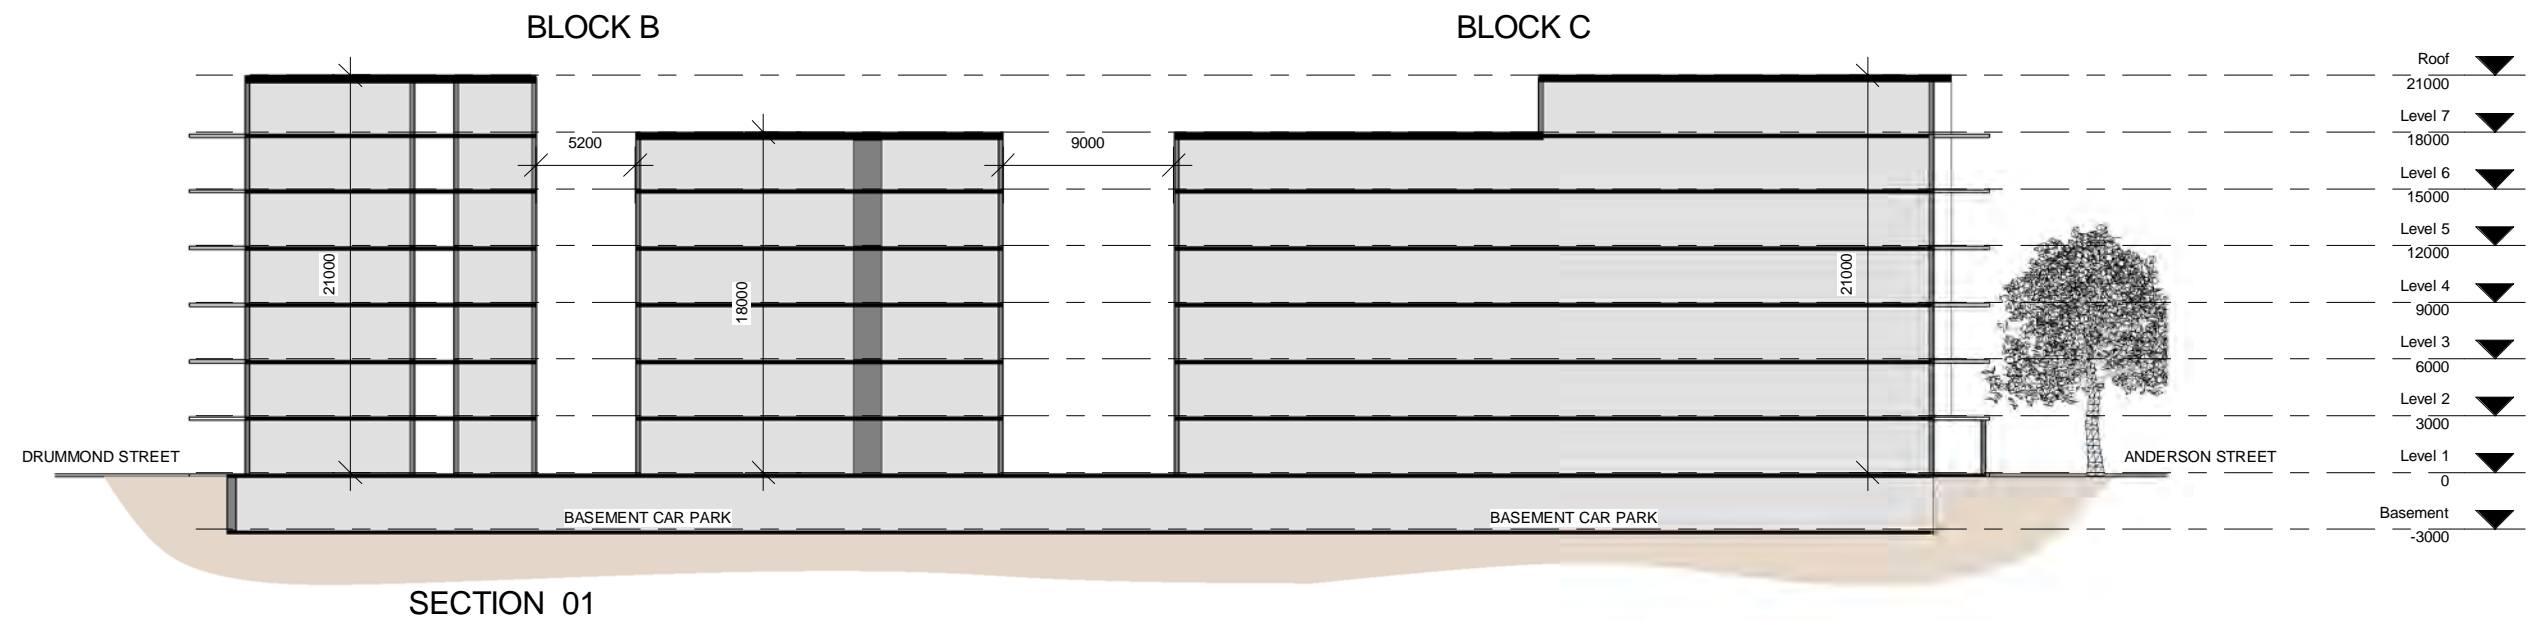 BLOCK B
BLOCK C
Roof
21000
Level 7
18000
5200
9000
Level 6
15000
Level 5
12000
21000
18000
21000
Level 4
9000
Level 3
6000
Level 2
3000
DRUMMOND STREET
ANDERSON STREET
Level 1
0
BASEMENT CAR PARK
BASEMENT CAR PARK
Basement
-3000
SECTION 01